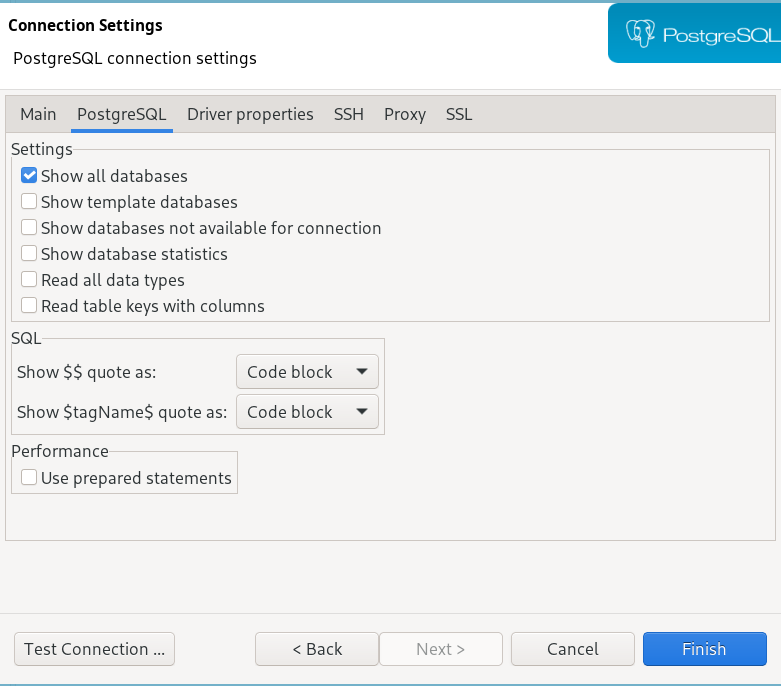 Connection Settings
PostgreSQL connection settings
PostgreSQL
Main PostgreSQL Driver properties SSH Proxy SSL
Settings
Show all databases
Show template databases
Show databases not available for connection
Show database statistics
Read all data types
Read table keys with columns
SQL
Show $$ quote as: Code block
Show $tagName$ quote as: Code block
Performance
Use prepared statements
Test Connection ... < Back Next > Cancel Finish